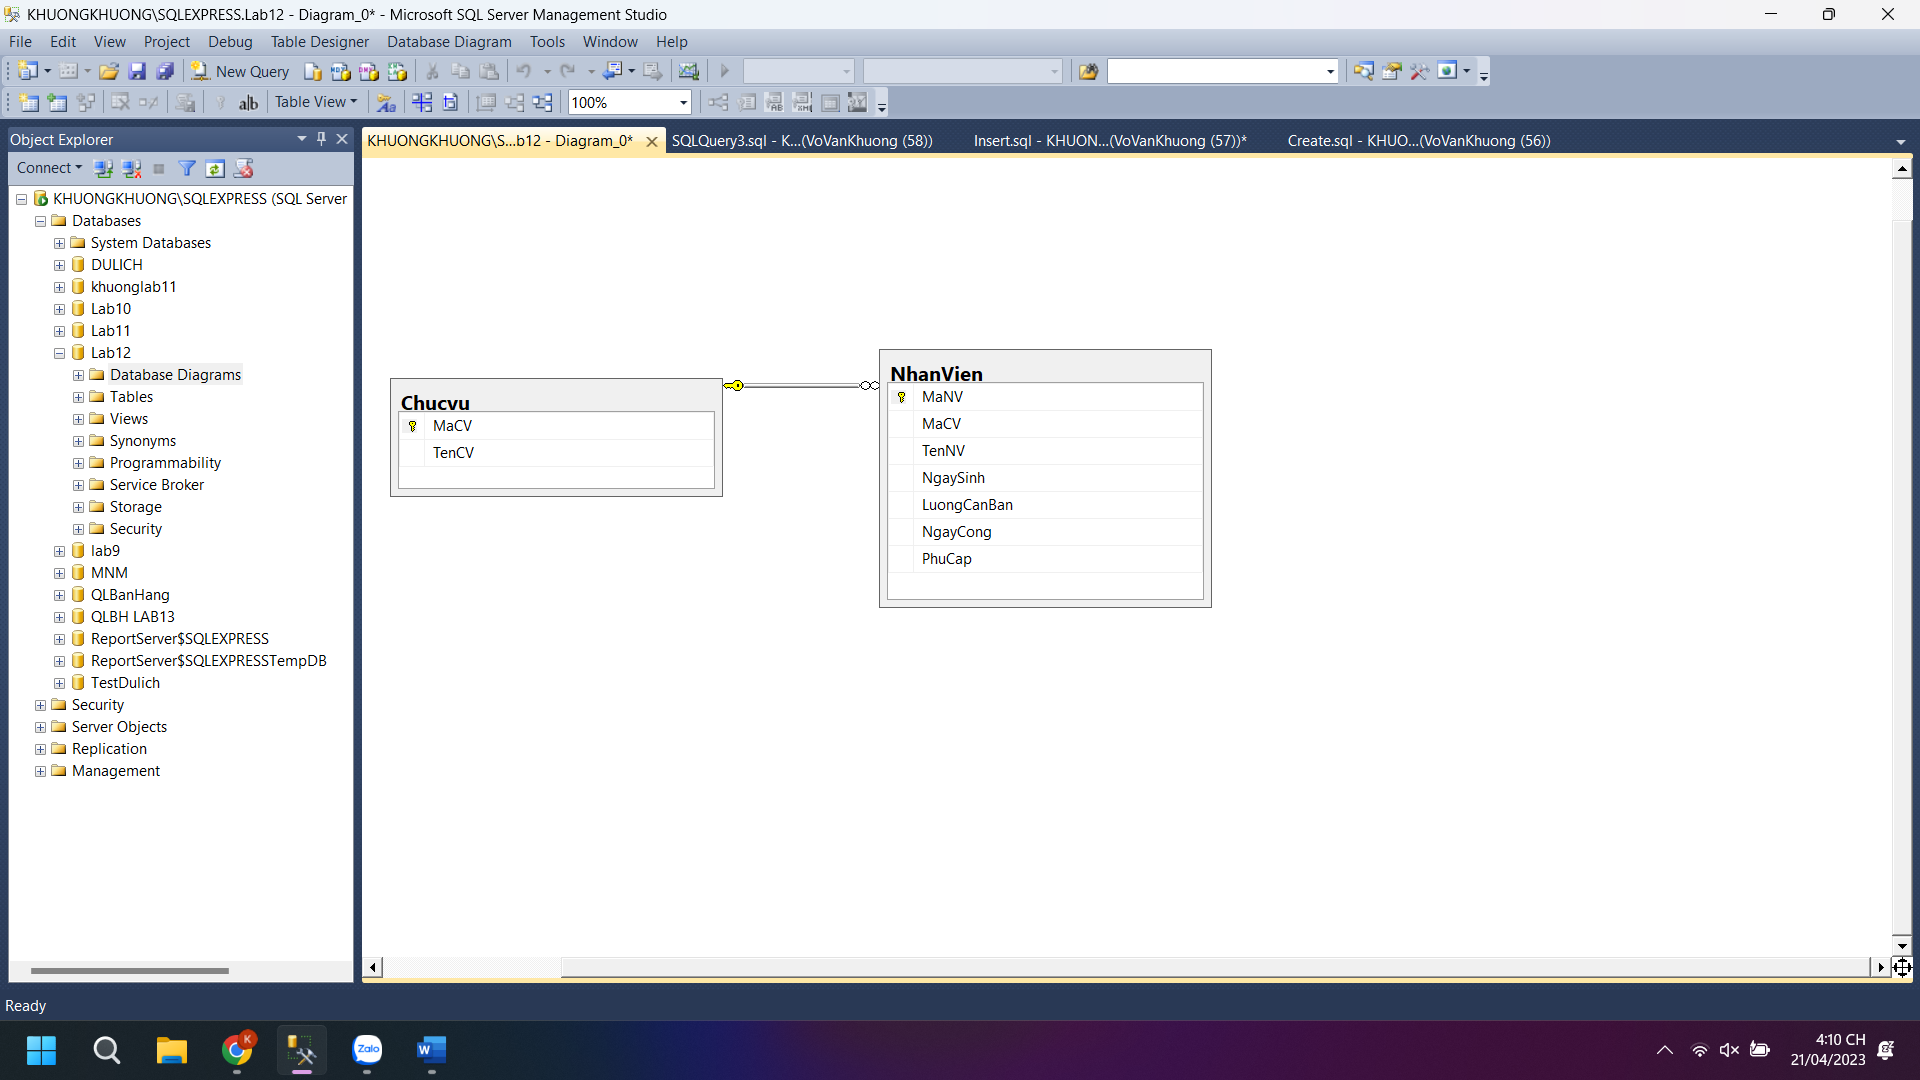 KHUONGKHUONG\SQLEXPRESS.Lab12 - Diagram_0* - Microsoft SQL Server Management Studio
File Edit View Project Debug Table Designer Database Diagram Tools Window Help
New Query
Table View 100%
Object Explorer
KHUONGKHUONG\S...b12 - Diagram_0* SQLQuery3.sql - K...(VoVanKhuong (58)) Insert.sql - KHUON...(VoVanKhuong (57))* Create.sql - KHUO...(VoVanKhuong (56))
Connect
KHUONGKHUONG\SQLEXPRESS (SQL Server
Databases
System Databases
DULICH
khuonglab11
Lab10
Lab11
Lab12
Database Diagrams
Tables
Views
Synonyms
Programmability
Service Broker
Storage
Security
lab9
MNM
QLBanHang
QLBH LAB13
ReportServer$SQLEXPRESS
ReportServer$SQLEXPRESSTempDB
TestDulich
Security
Server Objects
Replication
Management
Chucvu
MaCV
TenCV
NhanVien
MaNV
MaCV
TenNV
NgaySinh
LuongCanBan
NgayCong
PhuCap
Ready
K
Zalo
W
4:10 CH
21/04/2023